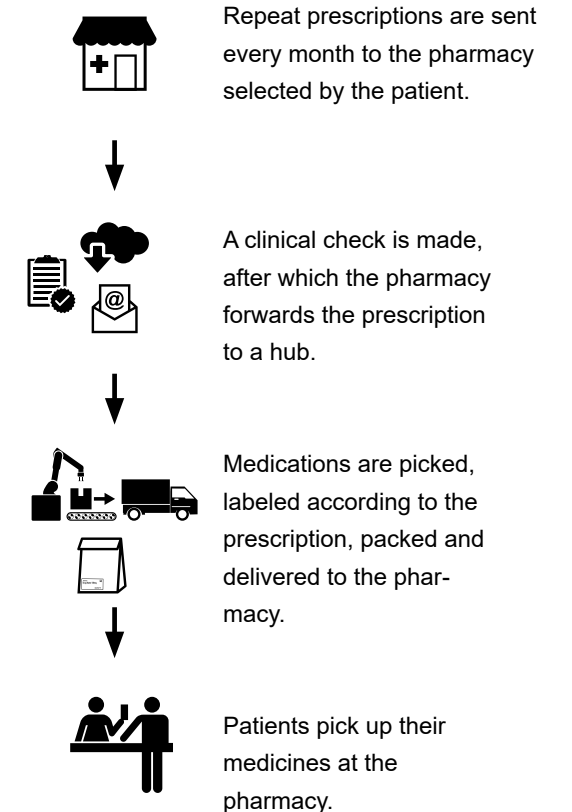 Repeat prescriptions are sent
every month to the pharmacy
selected by the patient.
A clinical check is made,
after which the pharmacy
forwards the prescription
to a hub.
@
Medications are picked,
labeled according to the
prescription, packed and
delivered to the phar-
macy.
Patients pick up their
medicines at the
pharmacy.